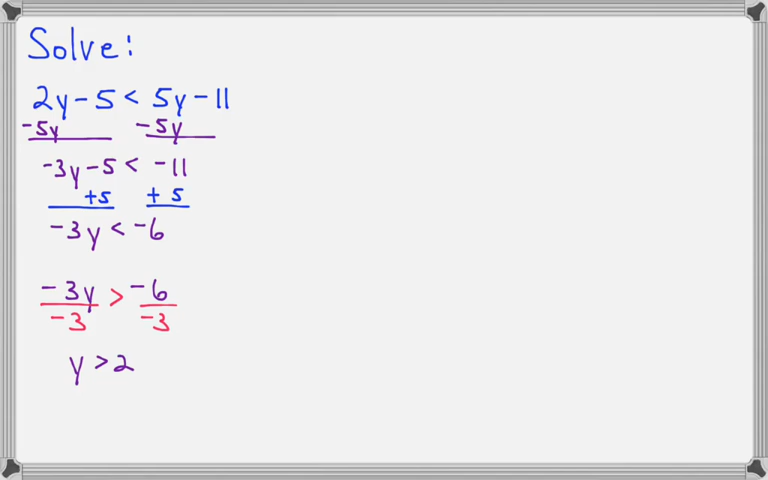 Solve:
2y - 5 < 5y - 11
-5y -5y
-3y - 5 < -11
+5 +5
-3y < -6
-3y > -6
-3 -3
y > 2